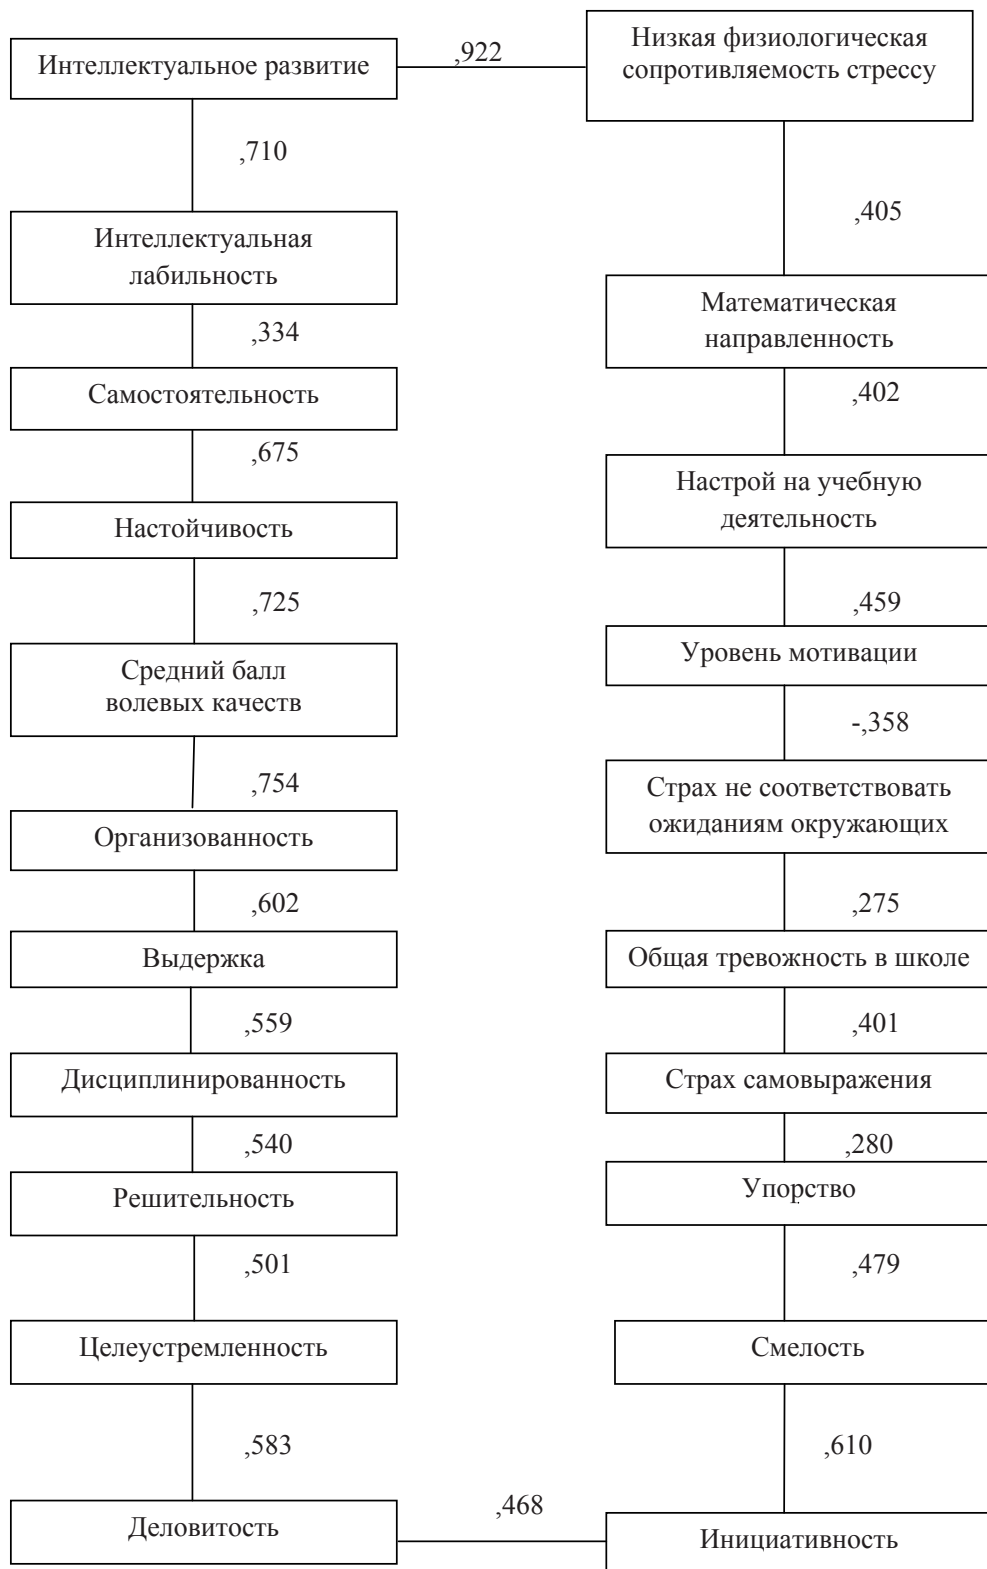 Интеллектуальное развитие
,922
Низкая физиологическая
сопротивляемость стрессу
,710
,405
Интеллектуальная
лабильность
Математическая
направленность
,334
Самостоятельность
,402
,675
Настрой на учебную
деятельность
Настойчивость
,725
,459
Средний балл
волевых качеств
Уровень мотивации
-,358
,754
Страх не соответствовать
ожиданиям окружающих
Организованность
,602
,275
Выдержка
Общая тревожность в школе
,559
,401
Дисциплинированность
Страх самовыражения
,540
,280
Решительность
Упорство
,501
,479
Целеустремленность
Смелость
,583
,610
Деловитость
,468
Инициативность